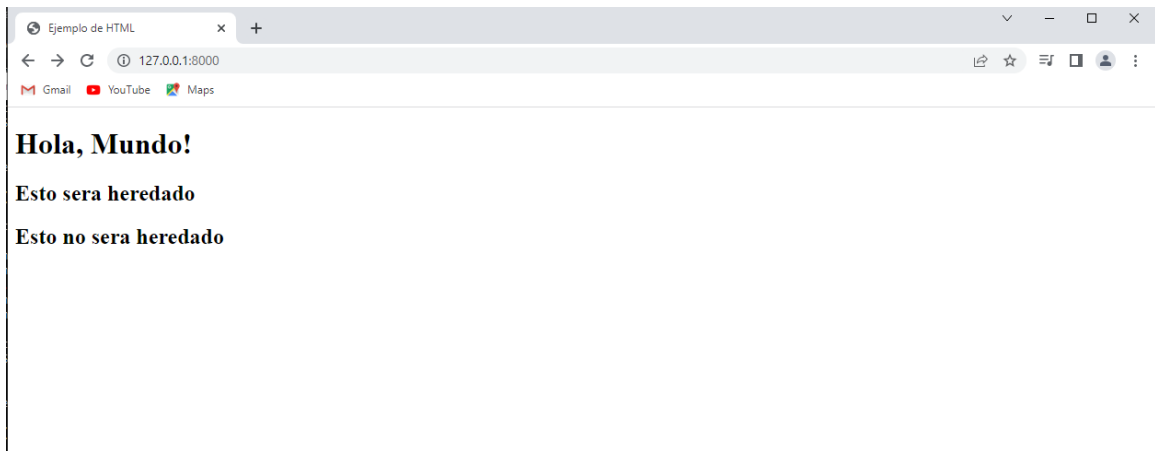 Ejemplo de HTML
127.0.0.1:8000
Gmail YouTube Maps
Hola, Mundo!
Esto sera heredado
Esto no sera heredado